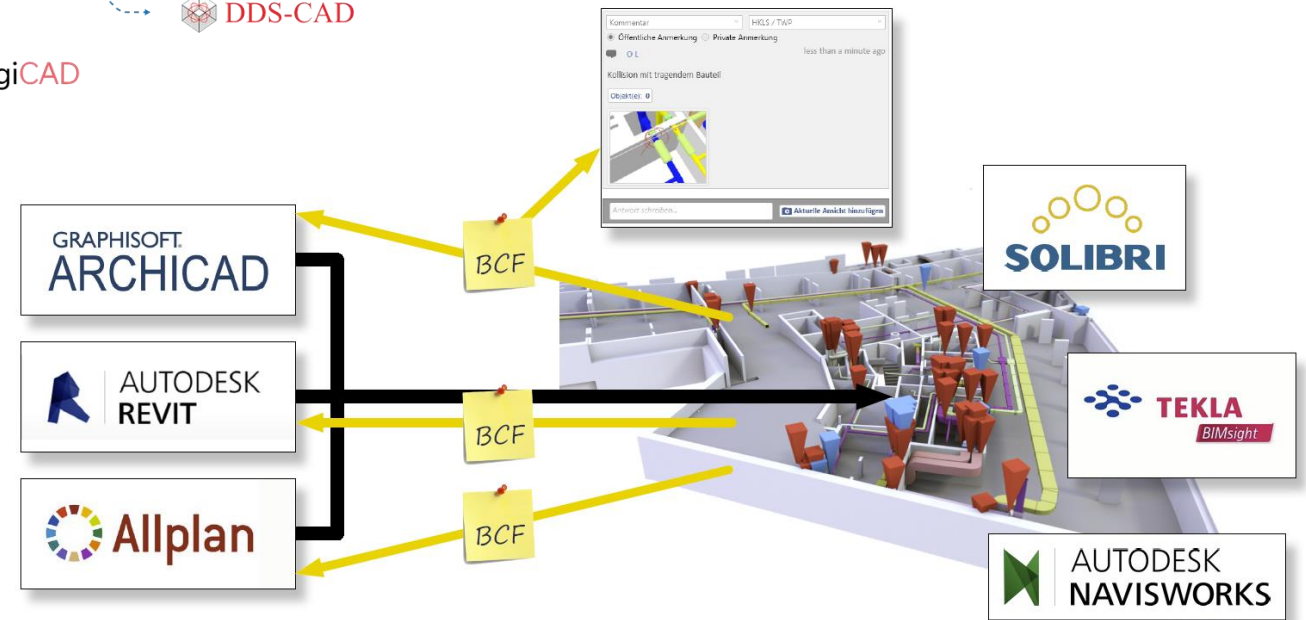 DDS-CAD
giCAD
Kommentar
HKLS / TWP
Öffentliche Anmerkung Private Anmerkung
O L
less than a minute ago
Kollision mit tragendem Bauteil
Objekt(e): 0
Antwort schreiben...
Aktuelle Ansicht hinzufügen
GRAPHISOFT.
ARCHICAD
BCF
SOLIBRI
AUTODESK
REVIT
BCF
TEKLA
BIMsight
Allplan
BCF
AUTODESK
NAVISWORKS